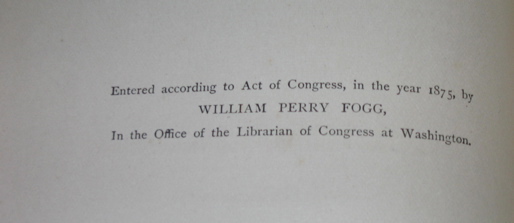 Entered according to Act of Congress, in the year 1875, by
WILLIAM PERRY FOGG,
In the Office of the Librarian of Congress at Washington.